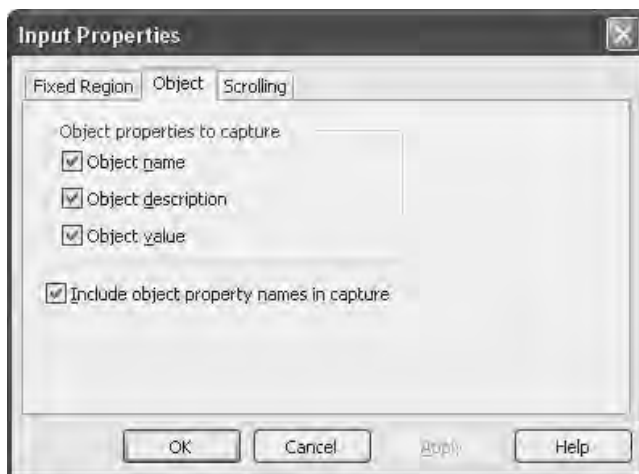 Input Properties
Fixed Region Object Scrolling
Object properties to capture
Object name
Object description
Object value
Include object property names in capture
OK Cancel Apply Help